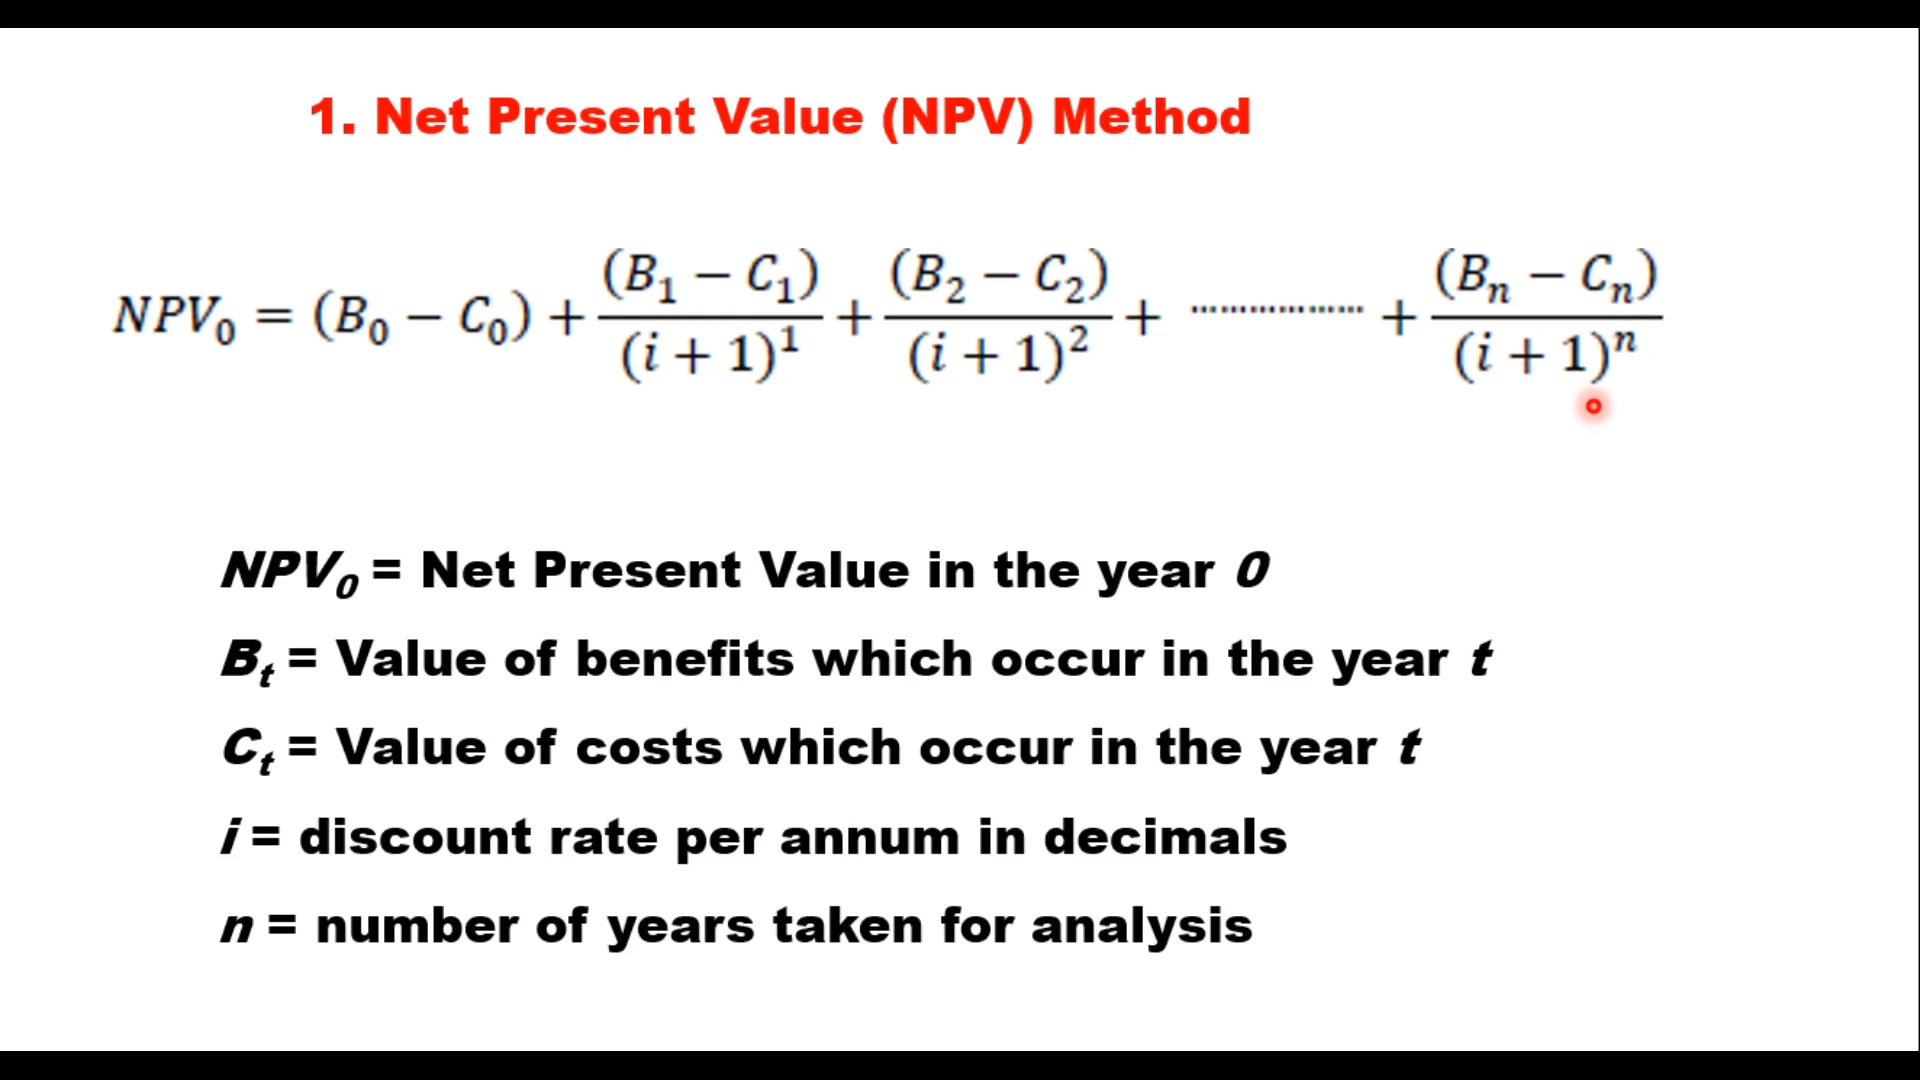 1. Net Present Value (NPV) Method
NPV₀ = (B₀ − C₀) + (B₁ − C₁)/(i + 1)¹ + (B₂ − C₂)/(i + 1)² + .................. + (Bₙ − Cₙ)/(i + 1)ⁿ
NPV₀ = Net Present Value in the year 0
Bₜ = Value of benefits which occur in the year t
Cₜ = Value of costs which occur in the year t
i = discount rate per annum in decimals
n = number of years taken for analysis